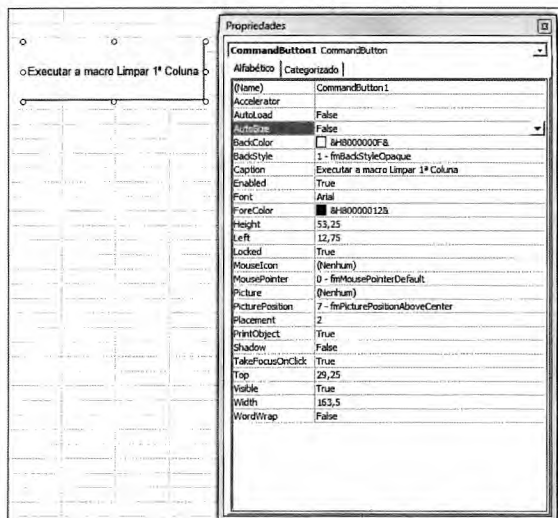 Executar a macro Limpar 1ª Coluna
Propriedades
CommandButton1 CommandButton
Alfabético Categorizado
(Name) CommandButton1
Accelerator
AutoLoad False
AutoSize False
BackColor &H8000000F&
BackStyle 1 - fmBackStyleOpaque
Caption Executar a macro Limpar 1ª Coluna
Enabled True
Font Arial
ForeColor &H80000012&
Height 53,25
Left 12,75
Locked True
MouseIcon (Nenhum)
MousePointer 0 - fmMousePointerDefault
Picture (Nenhum)
PicturePosition 7 - fmPicturePositionAboveCenter
Placement 2
PrintObject True
Shadow False
TakeFocusOnClick True
Top 29,25
Visible True
Width 163,5
WordWrap False